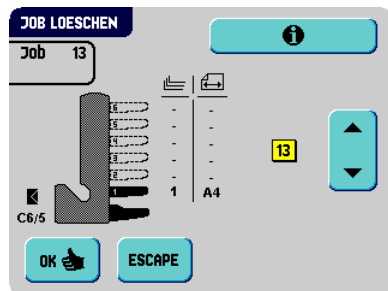 JOB LOESCHEN
Job 13
6 - -
5 - -
4 - -
3 - -
2 - -
1 1 A4
13
C6/5
OK ESCAPE